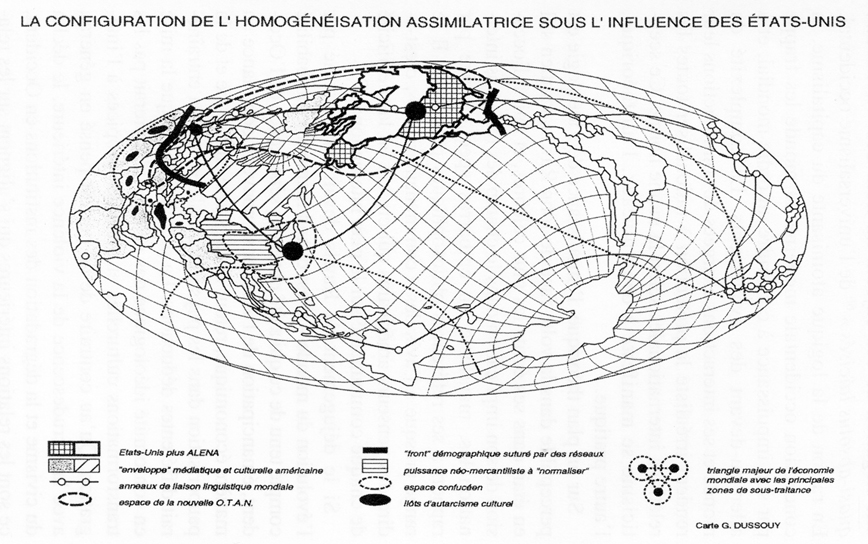 LA CONFIGURATION DE L' HOMOGÉNÉISATION ASSIMILATRICE SOUS L' INFLUENCE DES ÉTATS-UNIS
Etats-Unis plus ALENA
"enveloppe" médiatique et culturelle américaine
anneaux de liaison linguistique mondiale
espace de la nouvelle O.T.A.N.
"front" démographique suturé par des réseaux
puissance néo-mercantiliste à "normaliser"
espace confucéen
îlôts d'autarcisme culturel
triangle majeur de l'économie
mondiale avec les principales
zones de sous-traitance
Carte G. DUSSOUY